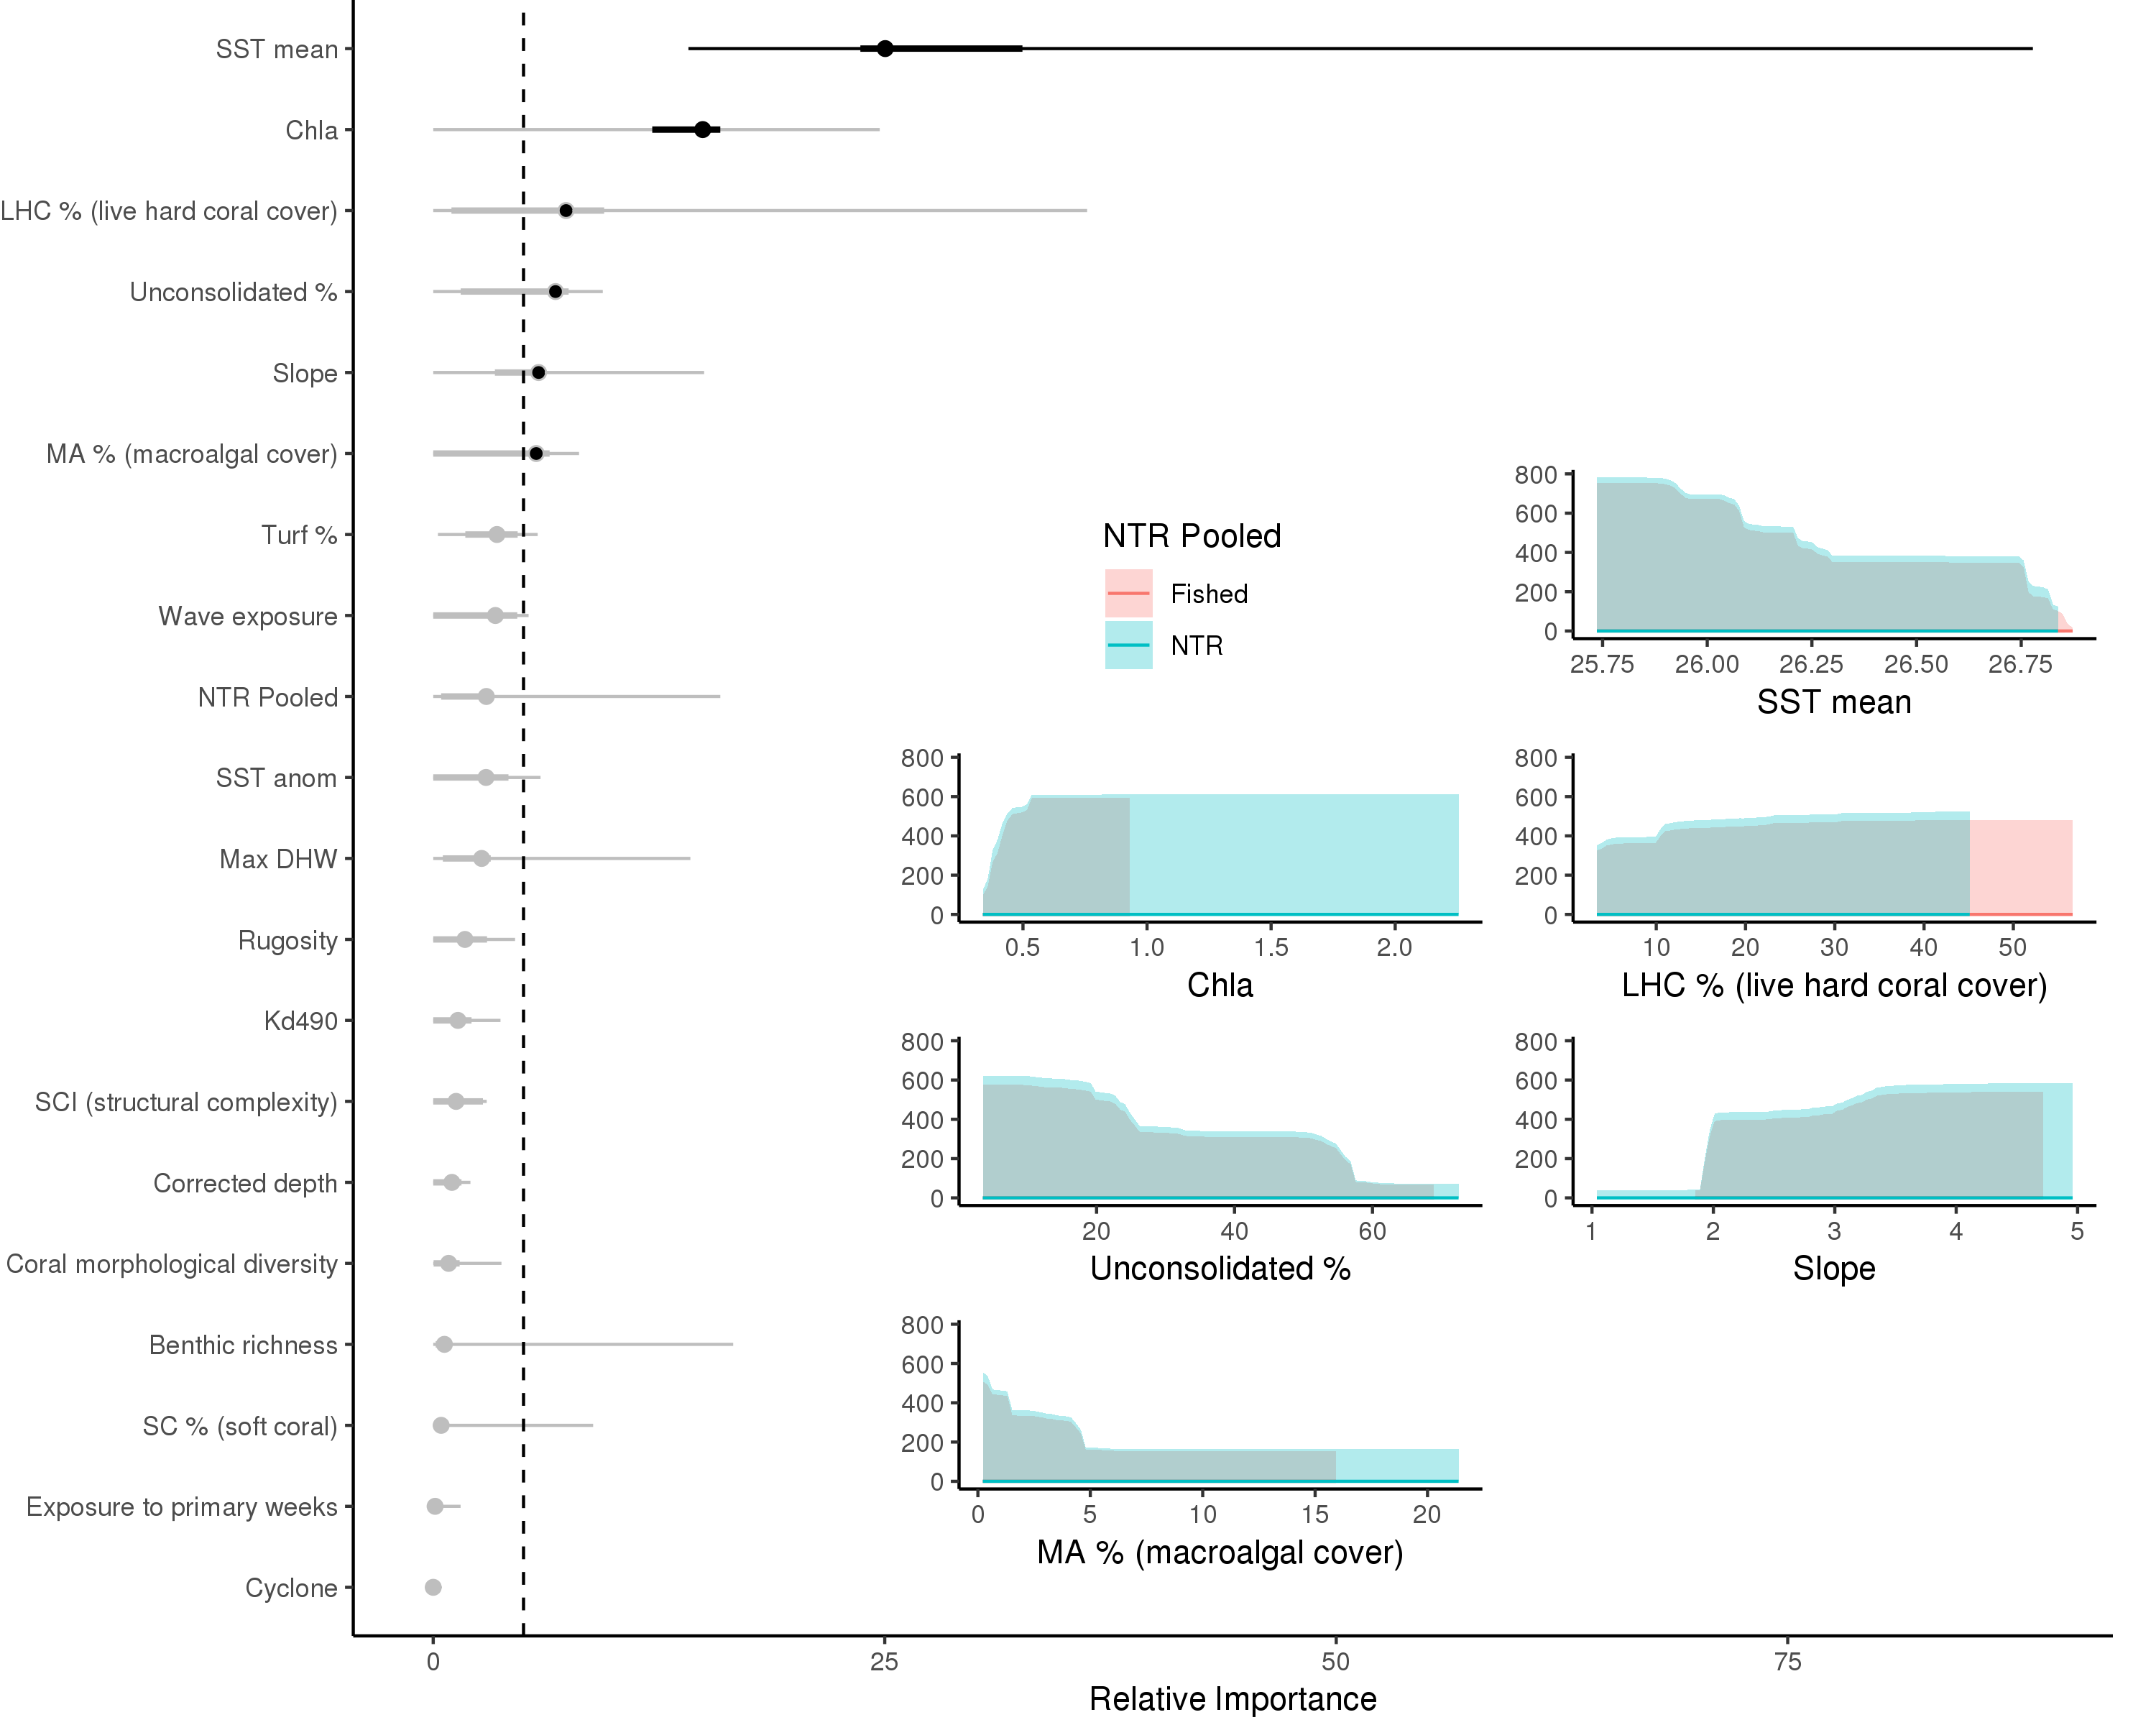 SST mean
Chla
LHC % (live hard coral cover)
Unconsolidated %
Slope
MA % (macroalgal cover)
Turf %
Wave exposure
NTR Pooled
SST anom
Max DHW
Rugosity
Kd490
SCI (structural complexity)
Corrected depth
Coral morphological diversity
Benthic richness
SC % (soft coral)
Exposure to primary weeks
Cyclone
0 25 50 75
Relative Importance
NTR Pooled
Fished
NTR
800
600
400
200
0
25.75 26.00 26.25 26.50 26.75
SST mean
800
600
400
200
0
0.5 1.0 1.5 2.0
Chla
800
600
400
200
0
10 20 30 40 50
LHC % (live hard coral cover)
800
600
400
200
0
20 40 60
Unconsolidated %
800
600
400
200
0
1 2 3 4 5
Slope
800
600
400
200
0
0 5 10 15 20
MA % (macroalgal cover)